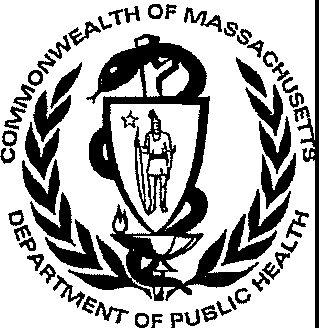 COMMONWEALTH OF MASSACHUSETTS
DEPARTMENT OF PUBLIC HEALTH